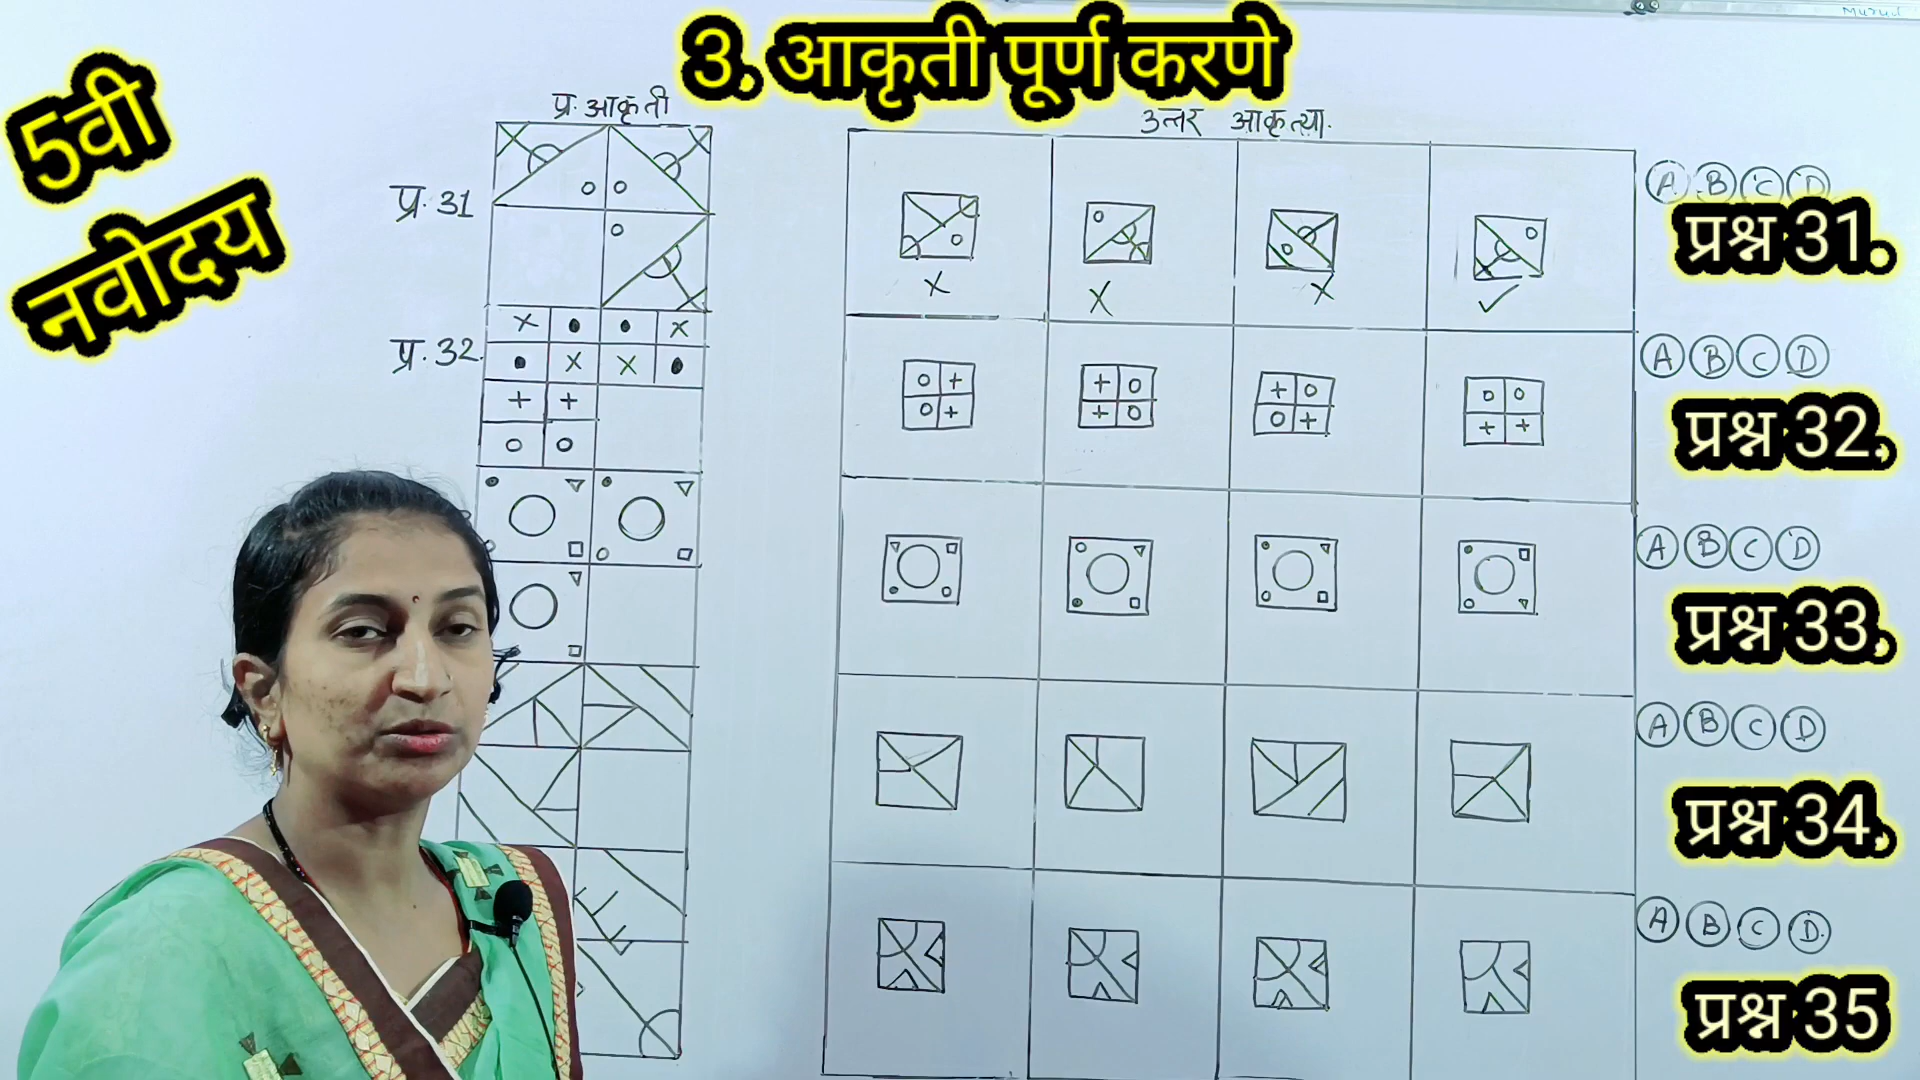 3. आकृती पूर्ण करणे
5वी
नवोदय
प्र. आकृती
उत्तर आकृत्या.
प्र. 31
A B C D
प्रश्न 31.
प्र. 32.
A B C D
प्रश्न 32.
A B C D
प्रश्न 33.
A B C D
प्रश्न 34.
A B C D.
प्रश्न 35